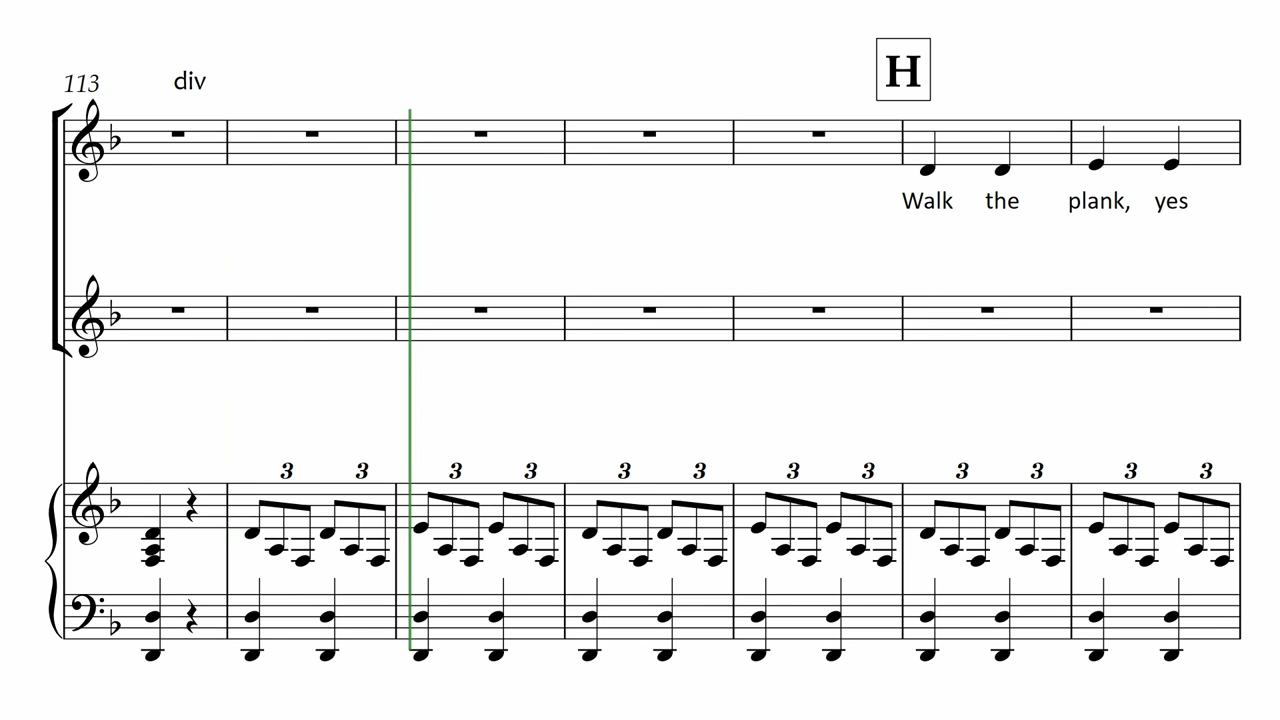 H
113 div
Walk the plank, yes
3 3 3 3 3 3 3 3 3 3 3 3